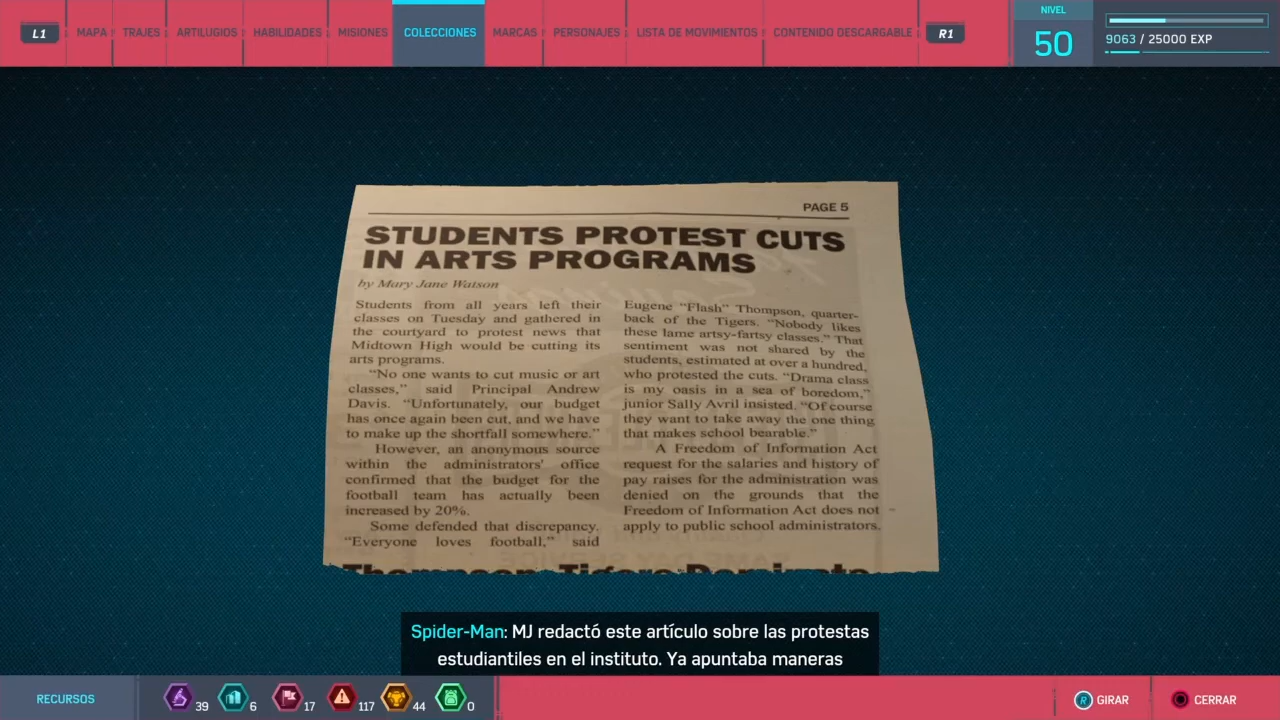 L1
MAPA
TRAJES
ARTILUGIOS
HABILIDADES
MISIONES
COLECCIONES
MARCAS
PERSONAJES
LISTA DE MOVIMIENTOS
CONTENIDO DESCARGABLE
R1
NIVEL
50
9063 / 25000 EXP
PAGE 5
STUDENTS PROTEST CUTS
IN ARTS PROGRAMS
by Mary Jane Watson
Students from all years left their
classes on Tuesday and gathered in
the courtyard to protest news that
Midtown High would be cutting its
arts programs.
"No one wants to cut music or art
classes," said Principal Andrew
Davis. "Unfortunately, our budget
has once again been cut, and we have
to make up the shortfall somewhere."
However, an anonymous source
within the administrators' office
confirmed that the budget for the
football team has actually been
increased by 20%.
Some defended that discrepancy.
"Everyone loves football," said
Eugene "Flash" Thompson, quarter-
back of the Tigers. "Nobody likes
these lame artsy-fartsy classes." That
sentiment was not shared by the
students, estimated at over a hundred,
who protested the cuts. "Drama class
is my oasis in a sea of boredom,"
junior Sally Avril insisted. "Of course
they want to take away the one thing
that makes school bearable."
A Freedom of Information Act
request for the salaries and history of
pay raises for the administration was
denied on the grounds that the
Freedom of Information Act does not
apply to public school administrators.
Thompson, Tigers Dominate
Spider-Man: MJ redactó este artículo sobre las protestas
estudiantiles en el instituto. Ya apuntaba maneras
RECURSOS
39
6
17
117
44
0
R GIRAR
CERRAR